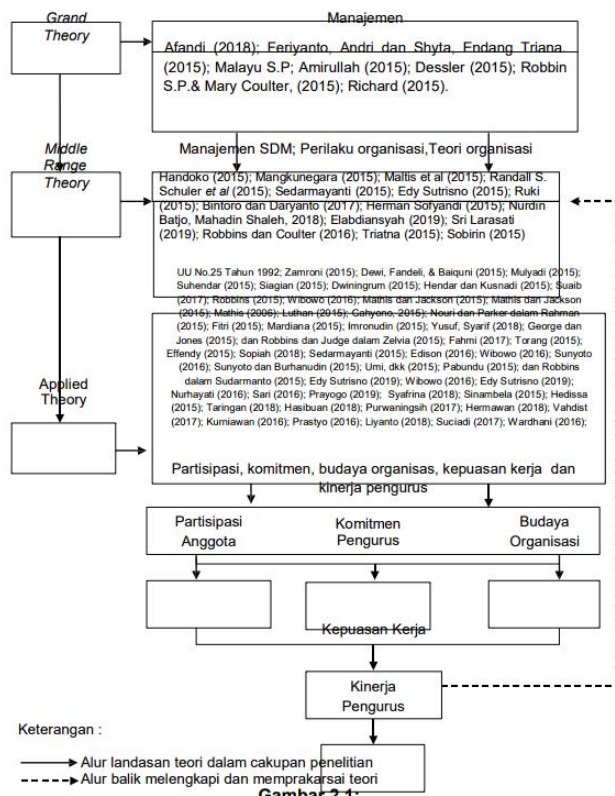 Grand
Theory
Manajemen
Afandi (2018); Feriyanto, Andri dan Shyta, Endang Triana.
(2015); Malayu S.P; Amirullah (2015); Dessler (2015); Robbin
S.P.& Mary Coulter, (2015); Richard (2015).
Middle
Range
Theory
Manajemen SDM; Perilaku organisasi,Teori organisasi
Handoko (2015); Mangkunegara (2015); Maltis et al (2015); Randall S.
Schuler et al (2015); Sedarmayanti (2015); Edy Sutrisno (2015); Ruki
(2015); Bintoro dan Daryanto (2017); Herman Sofyandi (2015); Nurdin
Batjo, Mahadin Shaleh, 2018); Elabdiansyah (2019); Sri Larasati
(2019); Robbins dan Coulter (2016); Triatna (2015); Sobirin (2015)
UU No.25 Tahun 1992; Zamroni (2015); Dewi, Fandeli, & Baiquni (2015); Mulyadi (2015);
Suhendar (2015); Siagian (2015); Dwiningrum (2015); Hendar dan Kusnadi (2015); Suaib
(2017); Robbins (2015); Wibowo (2016); Mathis dan Jackson (2015); Mathis dan Jackson
(2015); Mathis (2006); Luthan (2015); Cahyono, 2015); Nouri dan Parker dalam Rahman
(2015); Fitri (2015); Mardiana (2015); Imronudin (2015); Yusuf, Syarif (2018); George dan
Jones (2015); dan Robbins dan Judge dalam Zelvia (2015); Fahmi (2017); Torang (2015);
Effendy (2015); Sopiah (2018); Sedarmayanti (2015); Edison (2016); Wibowo (2016); Sunyoto
(2016); Sunyoto dan Burhanudin (2015); Umi, dkk (2015); Pabundu (2015); dan Robbins
dalam Sudarmanto (2015); Edy Sutrisno (2019); Wibowo (2016); Edy Sutrisno (2019);
Nurhayati (2016); Sari (2016); Prayogo (2019); Syafrina (2018); Sinambela (2015); Hedissa
(2015); Taringan (2018); Hasibuan (2018); Purwaningsih (2017); Hermawan (2018); Vahdist
(2017); Kurniawan (2016); Prastyo (2016); Liyanto (2018); Suciadi (2017); Wardhani (2016);
Applied
Theory
Partisipasi, komitmen, budaya organisas, kepuasan kerja dan
kinerja pengurus
Partisipasi
Anggota
Komitmen
Pengurus
Budaya
Organisasi
Kepuasan Kerja
Kinerja
Pengurus
Keterangan :
Alur landasan teori dalam cakupan penelitian
Alur balik melengkapi dan memprakarsai teori
Gambar 2.1: